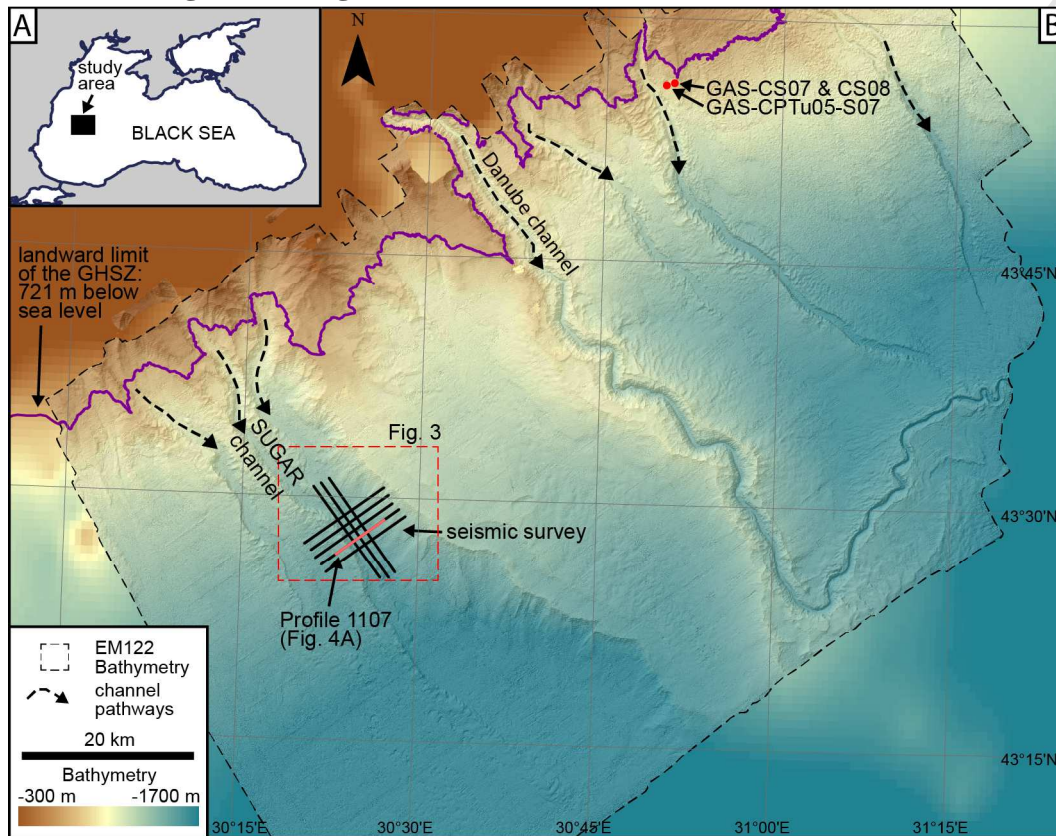 A
B
N
study
area
BLACK SEA
GAS-CS07 & CS08
GAS-CPTu05-S07
Danube channel
landward limit
of the GHSZ:
721 m below
sea level
43°45'N
Fig. 3
SUGAR
channel
seismic survey
43°30'N
Profile 1107
(Fig. 4A)
EM122
Bathymetry
channel
pathways
20 km
Bathymetry
-300 m
-1700 m
43°15'N
30°15'E
30°30'E
30°45'E
31°00'E
31°15'E